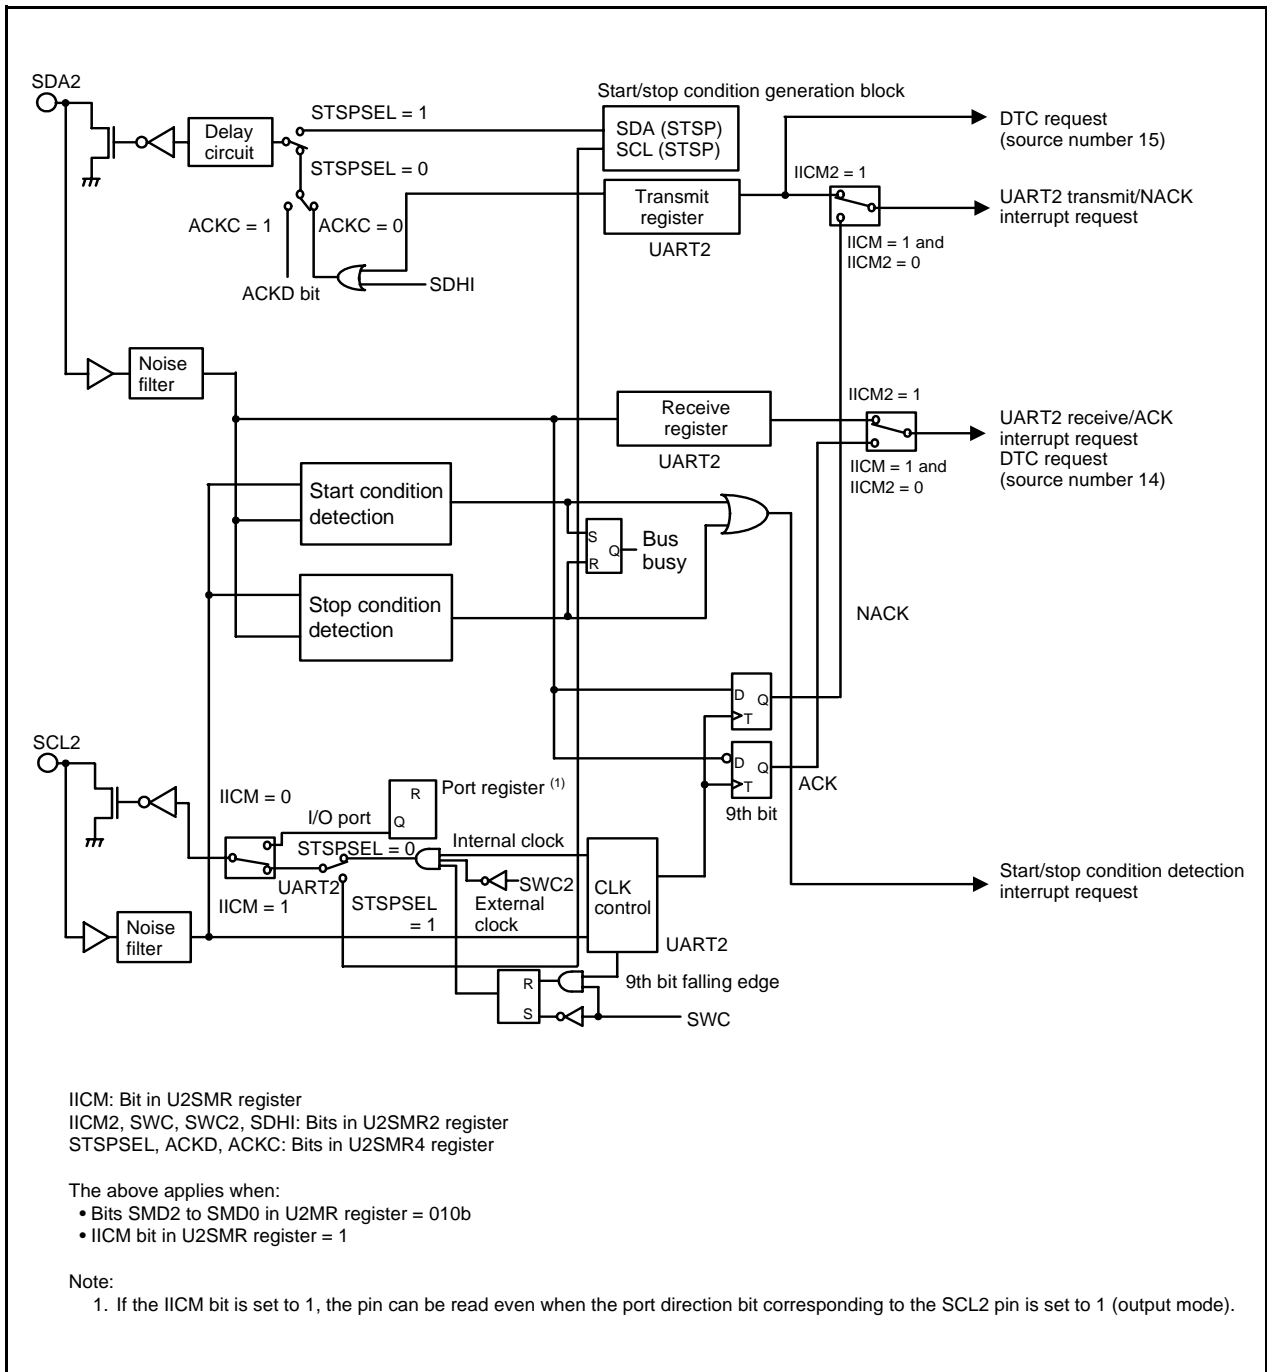 SDA2
STSPSEL = 1
Delay
circuit
STSPSEL = 0
ACKC = 1
ACKC = 0
ACKD bit
SDHI
Start/stop condition generation block
SDA (STSP)
SCL (STSP)
Transmit
register
UART2
IICM2 = 1
IICM = 1 and
IICM2 = 0
DTC request
(source number 15)
UART2 transmit/NACK
interrupt request
Noise
filter
Receive
register
UART2
IICM2 = 1
IICM = 1 and
IICM2 = 0
UART2 receive/ACK
interrupt request
DTC request
(source number 14)
Start condition
detection
S
R
Q
Bus
busy
Stop condition
detection
NACK
D
Q
T
D
Q
T
ACK
9th bit
SCL2
IICM = 0
I/O port
R
Q
Port register (1)
STSPSEL = 0
Internal clock
UART2
SWC2
IICM = 1
STSPSEL
= 1
External
clock
CLK
control
UART2
Noise
filter
Start/stop condition detection
interrupt request
R
S
9th bit falling edge
SWC
IICM: Bit in U2SMR register
IICM2, SWC, SWC2, SDHI: Bits in U2SMR2 register
STSPSEL, ACKD, ACKC: Bits in U2SMR4 register
The above applies when:
• Bits SMD2 to SMD0 in U2MR register = 010b
• IICM bit in U2SMR register = 1
Note:
1. If the IICM bit is set to 1, the pin can be read even when the port direction bit corresponding to the SCL2 pin is set to 1 (output mode).